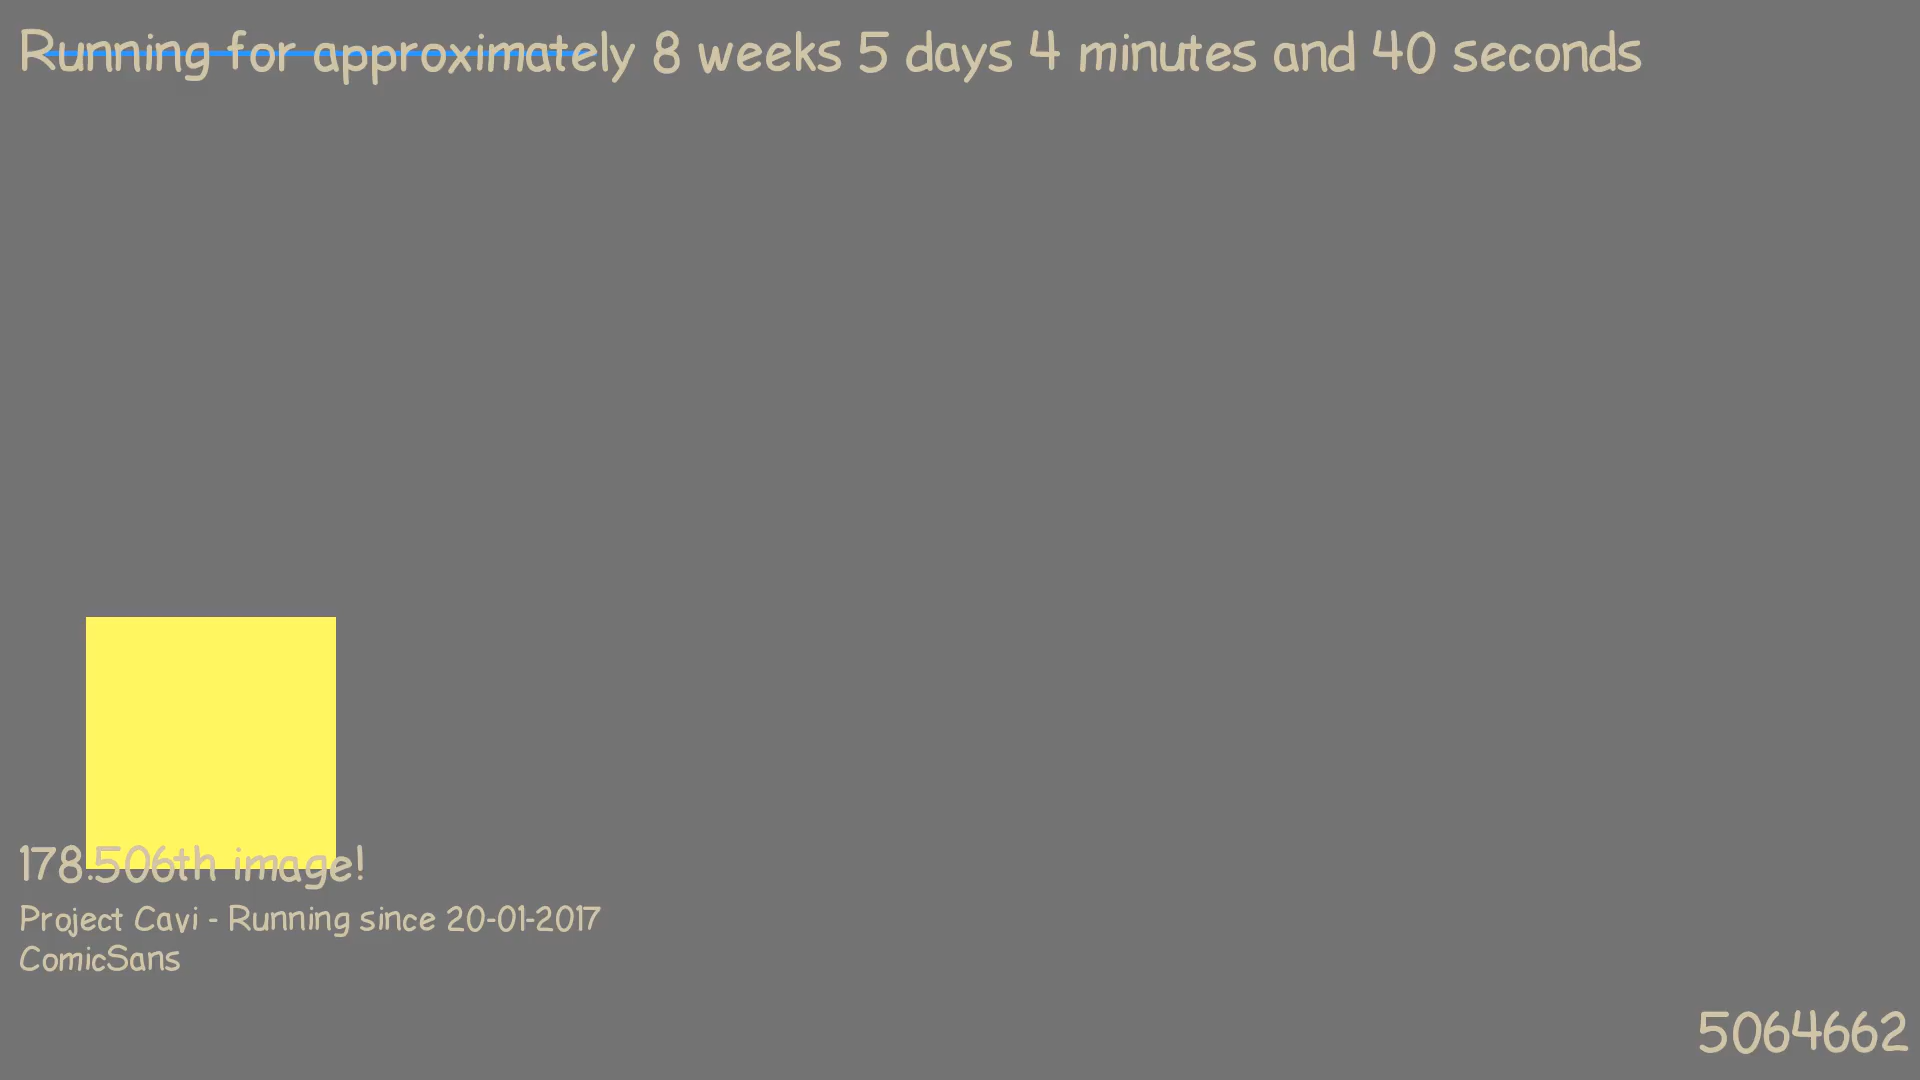 Running for approximately 8 weeks 5 days 4 minutes and 40 seconds
178.506th image!
Project Cavi - Running since 20-01-2017
ComicSans
5064662